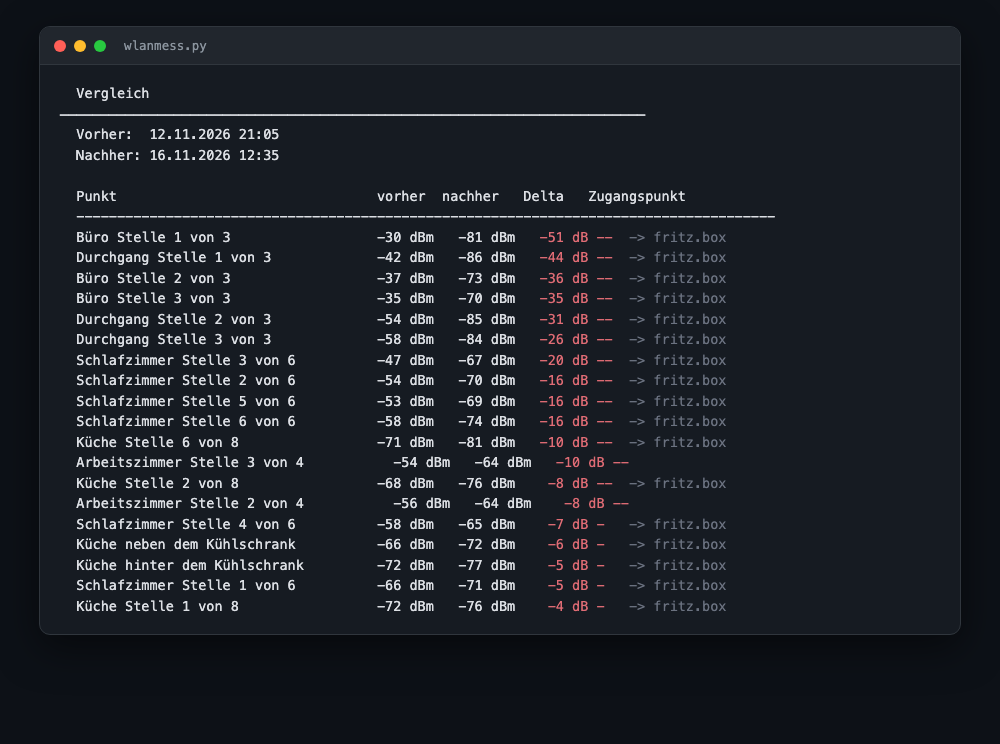 wlanmess.py
Vergleich
Vorher:  12.11.2026 21:05
Nachher: 16.11.2026 12:35
Punkt vorher nachher Delta Zugangspunkt
Büro Stelle 1 von 3 -30 dBm -81 dBm -51 dB -- -> fritz.box
Durchgang Stelle 1 von 3 -42 dBm -86 dBm -44 dB -- -> fritz.box
Büro Stelle 2 von 3 -37 dBm -73 dBm -36 dB -- -> fritz.box
Büro Stelle 3 von 3 -35 dBm -70 dBm -35 dB -- -> fritz.box
Durchgang Stelle 2 von 3 -54 dBm -85 dBm -31 dB -- -> fritz.box
Durchgang Stelle 3 von 3 -58 dBm -84 dBm -26 dB -- -> fritz.box
Schlafzimmer Stelle 3 von 6 -47 dBm -67 dBm -20 dB -- -> fritz.box
Schlafzimmer Stelle 2 von 6 -54 dBm -70 dBm -16 dB -- -> fritz.box
Schlafzimmer Stelle 5 von 6 -53 dBm -69 dBm -16 dB -- -> fritz.box
Schlafzimmer Stelle 6 von 6 -58 dBm -74 dBm -16 dB -- -> fritz.box
Küche Stelle 6 von 8 -71 dBm -81 dBm -10 dB -- -> fritz.box
Arbeitszimmer Stelle 3 von 4 -54 dBm -64 dBm -10 dB --
Küche Stelle 2 von 8 -68 dBm -76 dBm -8 dB -- -> fritz.box
Arbeitszimmer Stelle 2 von 4 -56 dBm -64 dBm -8 dB --
Schlafzimmer Stelle 4 von 6 -58 dBm -65 dBm -7 dB - -> fritz.box
Küche neben dem Kühlschrank -66 dBm -72 dBm -6 dB - -> fritz.box
Küche hinter dem Kühlschrank -72 dBm -77 dBm -5 dB - -> fritz.box
Schlafzimmer Stelle 1 von 6 -66 dBm -71 dBm -5 dB - -> fritz.box
Küche Stelle 1 von 8 -72 dBm -76 dBm -4 dB - -> fritz.box